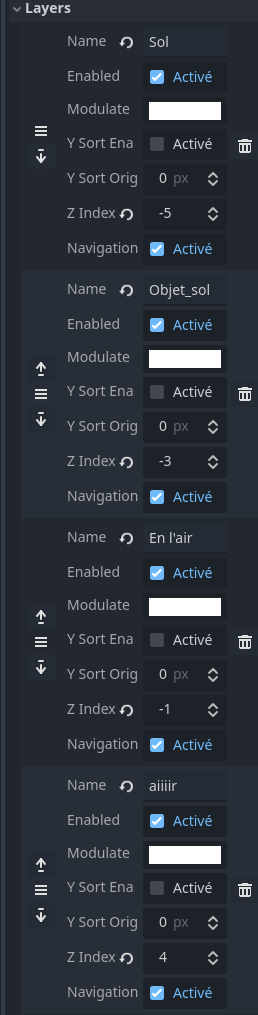 Layers
Name Sol
Enabled Activé
Modulate
Y Sort Ena Activé
Y Sort Orig 0 px
Z Index -5
Navigation Activé
Name Objet_sol
Enabled Activé
Modulate
Y Sort Ena Activé
Y Sort Orig 0 px
Z Index -3
Navigation Activé
Name En l'air
Enabled Activé
Modulate
Y Sort Ena Activé
Y Sort Orig 0 px
Z Index -1
Navigation Activé
Name aiiiir
Enabled Activé
Modulate
Y Sort Ena Activé
Y Sort Orig 0 px
Z Index 4
Navigation Activé